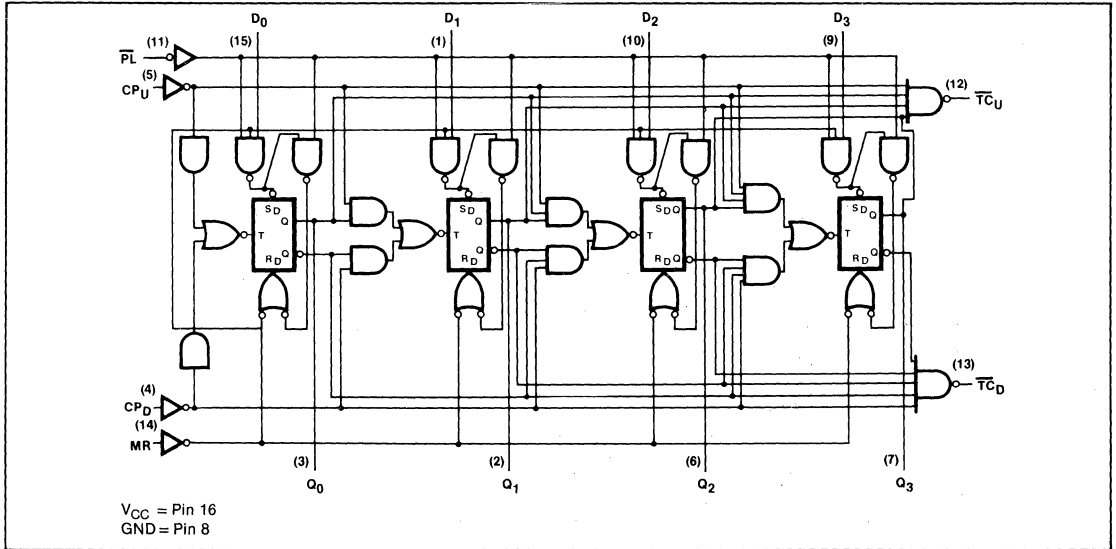 D0 D1 D2 D3
PL (11) (15) (1) (10) (9)
CPU (5)
(12) TCU
SD Q SD Q SD Q SD Q
T T T T
RD Q RD Q RD Q RD Q
(13) TCD
CPD (4)
MR (14)
(3) (2) (6) (7)
Q0 Q1 Q2 Q3
VCC = Pin 16
GND = Pin 8